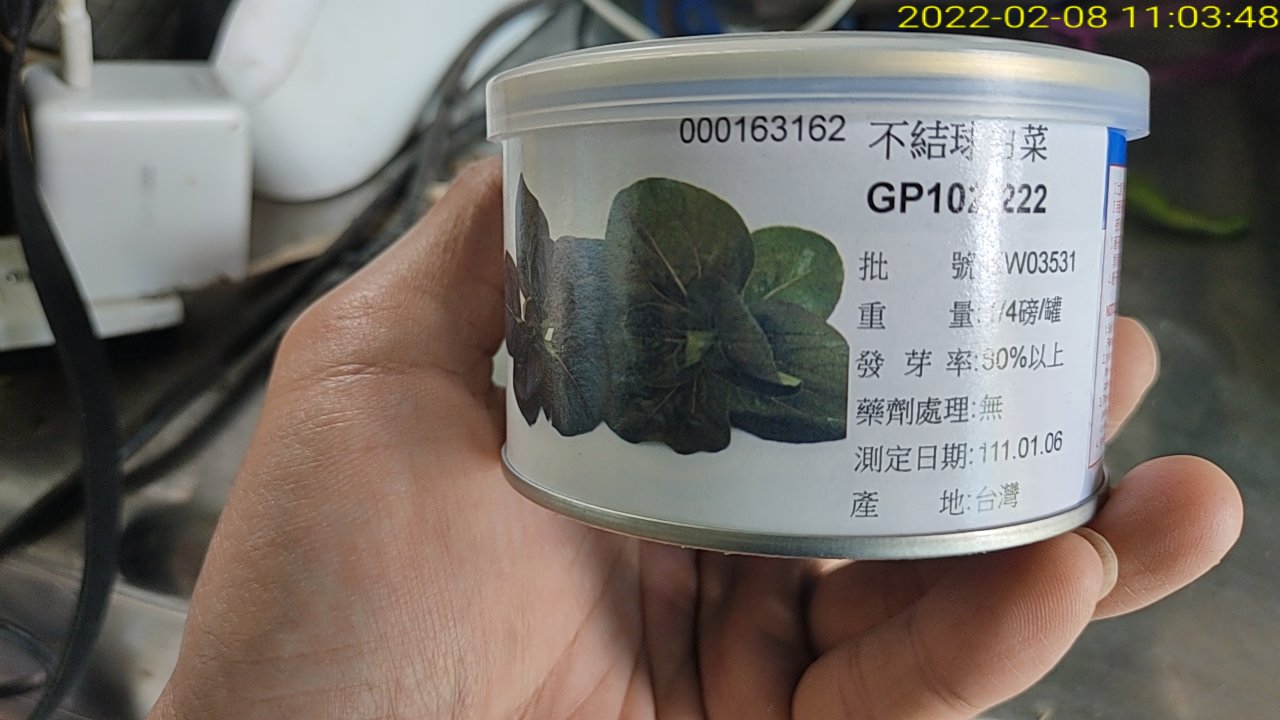 2022-02-08 11:03:48
000163162 不結球白菜
批 號: W03531
重 量: /4磅/罐
發 芽 率: 以上
藥劑處理:無
測定日期:111.01.06
產 地:台灣